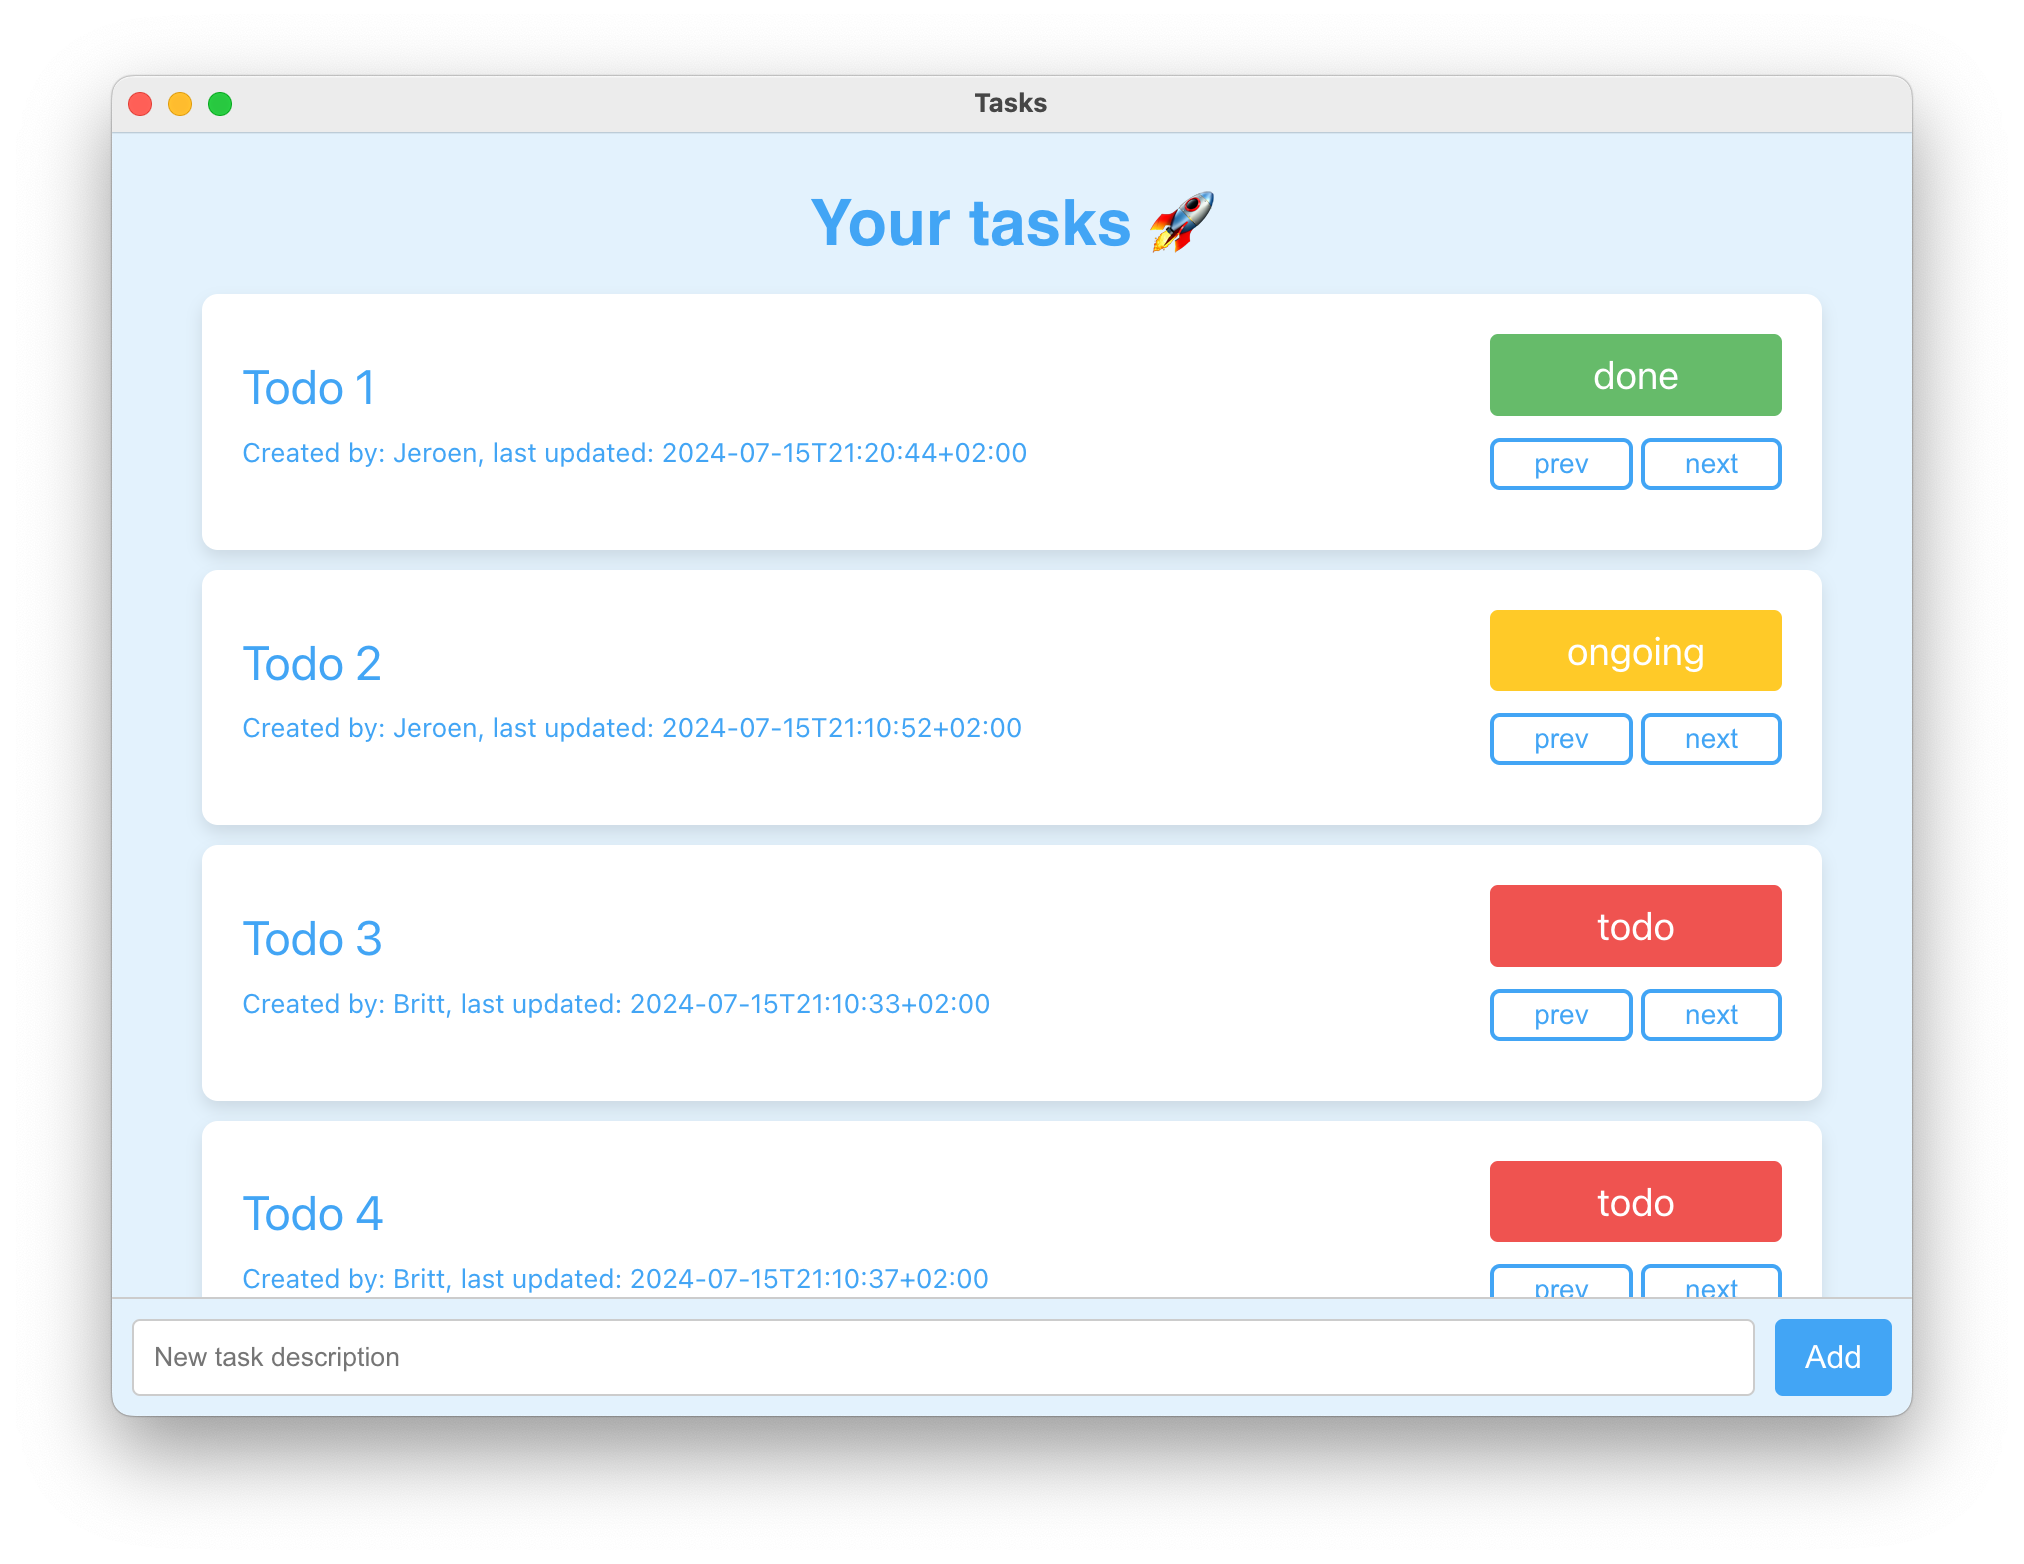 Tasks
Your tasks 🚀
Todo 1
done
Created by: Jeroen, last updated: 2024-07-15T21:20:44+02:00
prev next
Todo 2
ongoing
Created by: Jeroen, last updated: 2024-07-15T21:10:52+02:00
prev next
Todo 3
todo
Created by: Britt, last updated: 2024-07-15T21:10:33+02:00
prev next
Todo 4
todo
Created by: Britt, last updated: 2024-07-15T21:10:37+02:00
prev next
New task description
Add